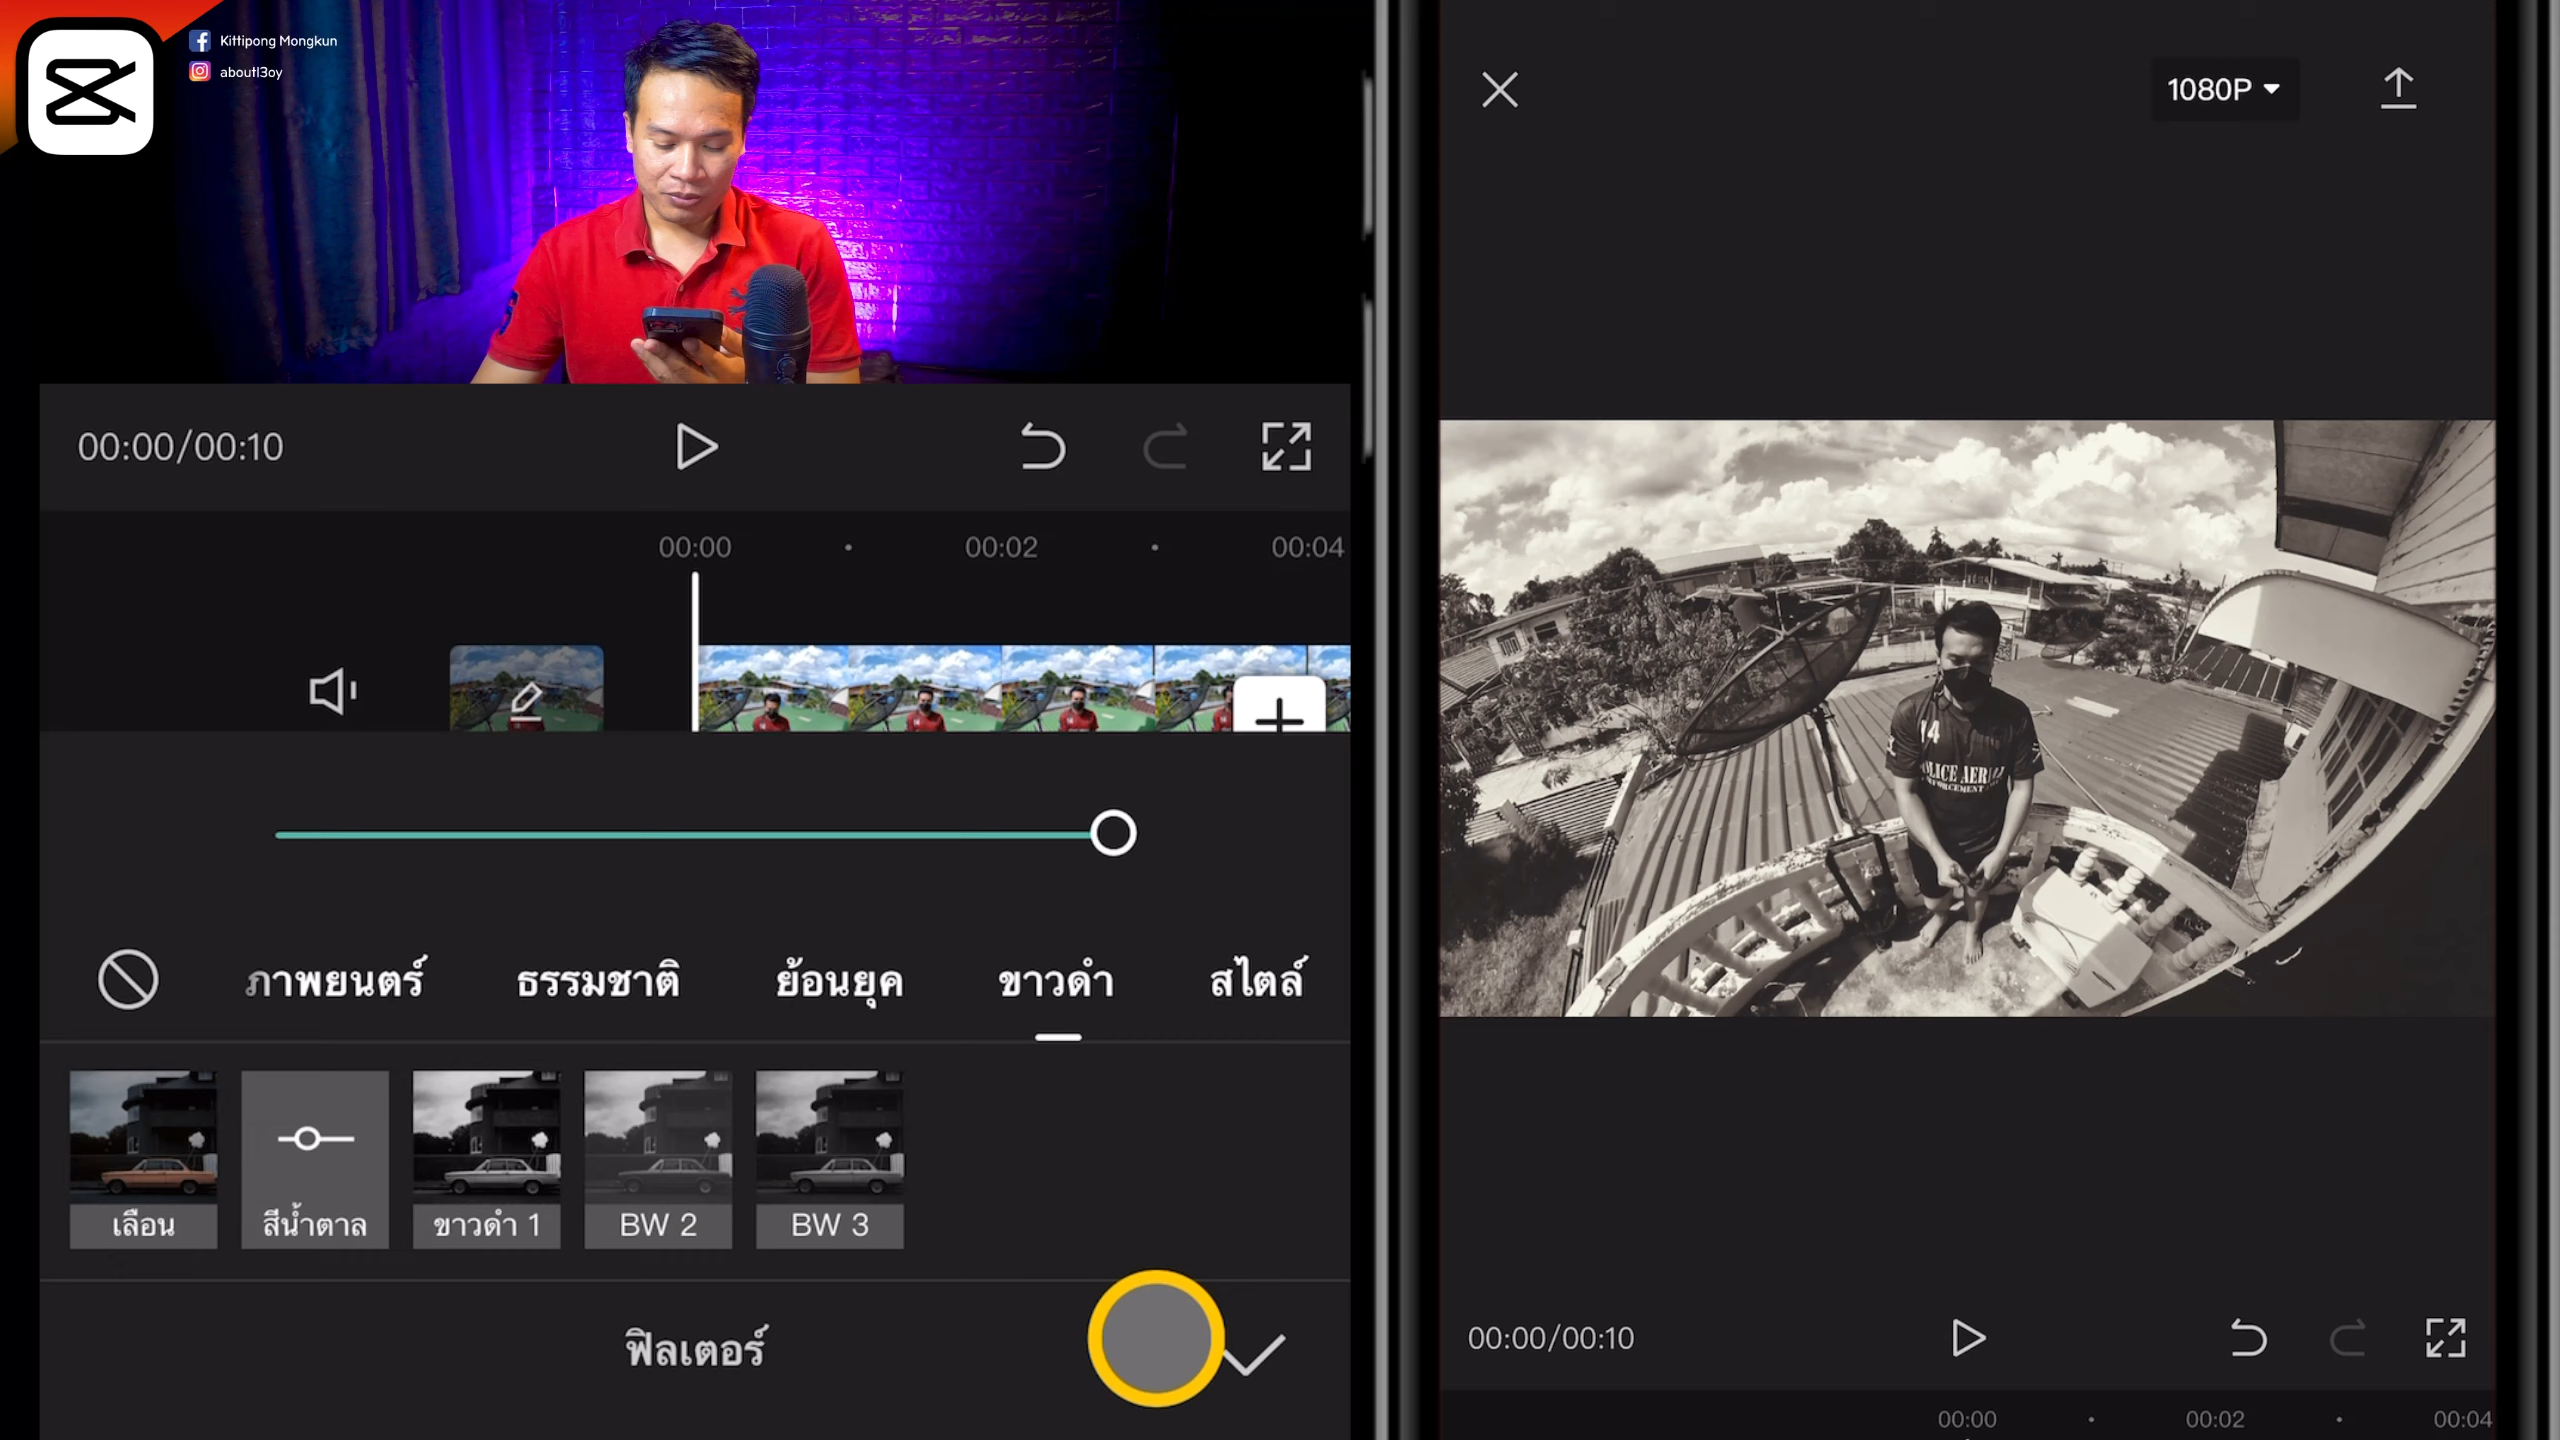 Kittipong Mongkun
aboutl3oy
1080P
00:00/00:10
00:00
00:02
00:04
ภาพยนตร์
ธรรมชาติ
ย้อนยุค
ขาวดำ
สไตล์
เลือน
สีน้ำตาล
ขาวดำ 1
BW 2
BW 3
ฟิลเตอร์
14
OLICE AERI
FORCEMENT
00:00/00:10
00:00
00:02
00:04